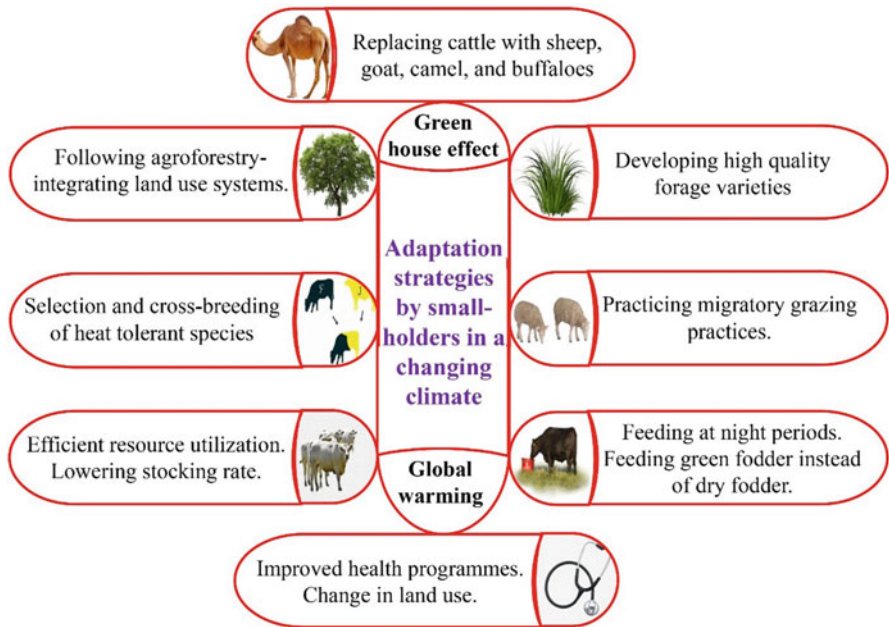 Replacing cattle with sheep,
goat, camel, and buffaloes
Green
house effect
Following agroforestry-
integrating land use systems.
Developing high quality
forage varieties
Adaptation
strategies
by small-
holders in a
changing
climate
Selection and cross-breeding
of heat tolerant species
Practicing migratory grazing
practices.
Efficient resource utilization.
Lowering stocking rate.
Feeding at night periods.
Feeding green fodder instead
of dry fodder.
Global
warming
Improved health programmes.
Change in land use.